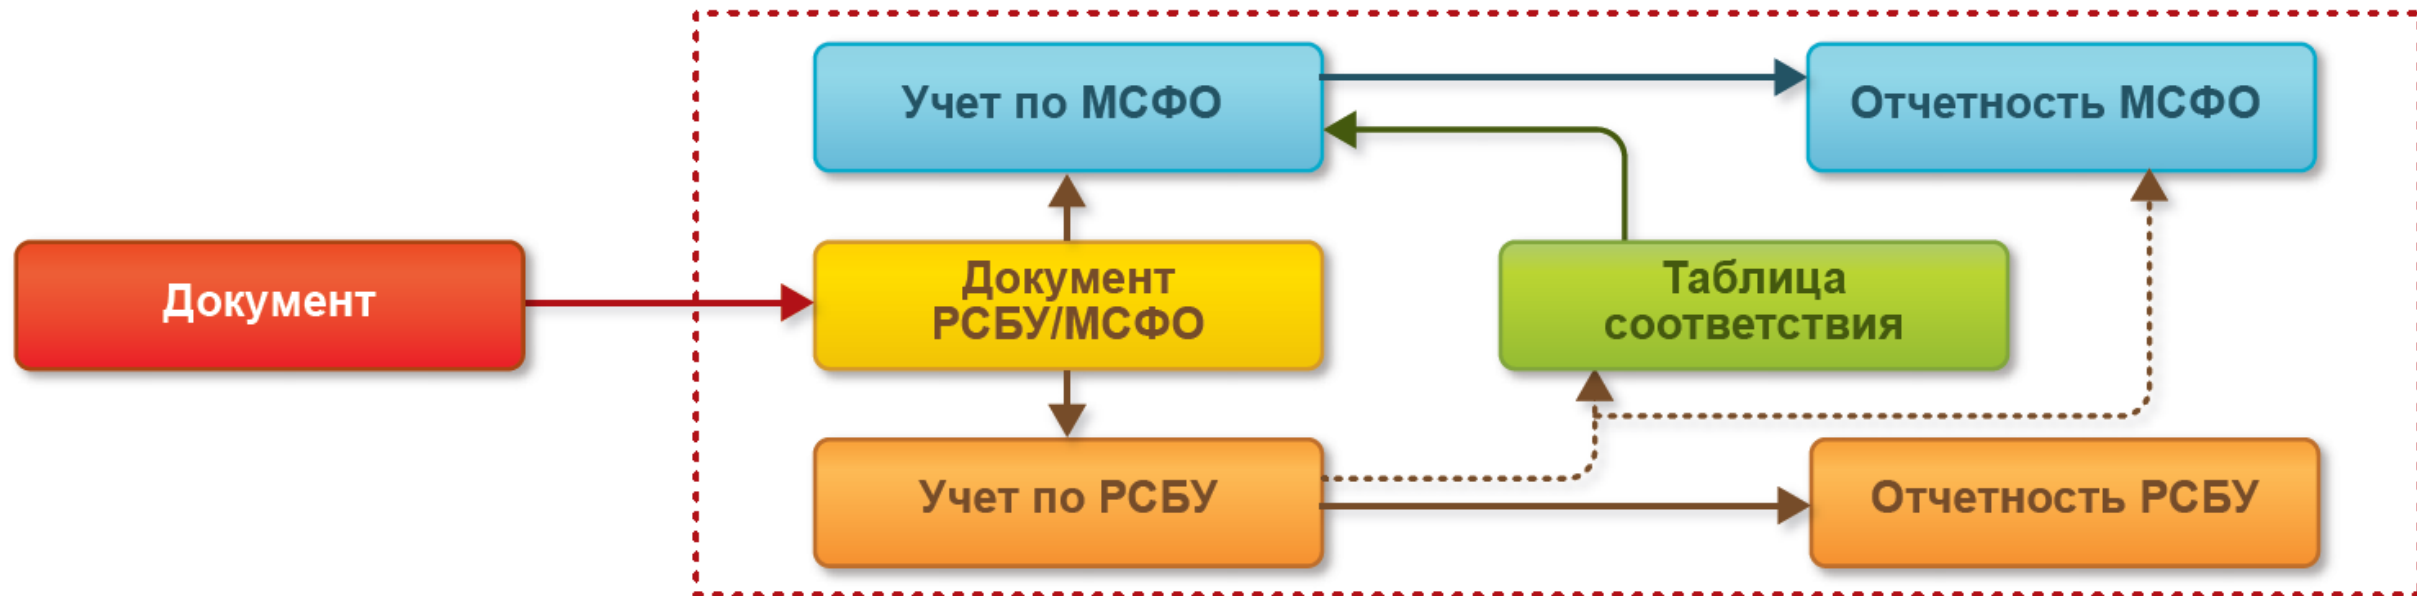 Учет по МСФО
Отчетность МСФО
Документ
Документ
РСБУ/МСФО
Таблица
соответствия
Учет по РСБУ
Отчетность РСБУ